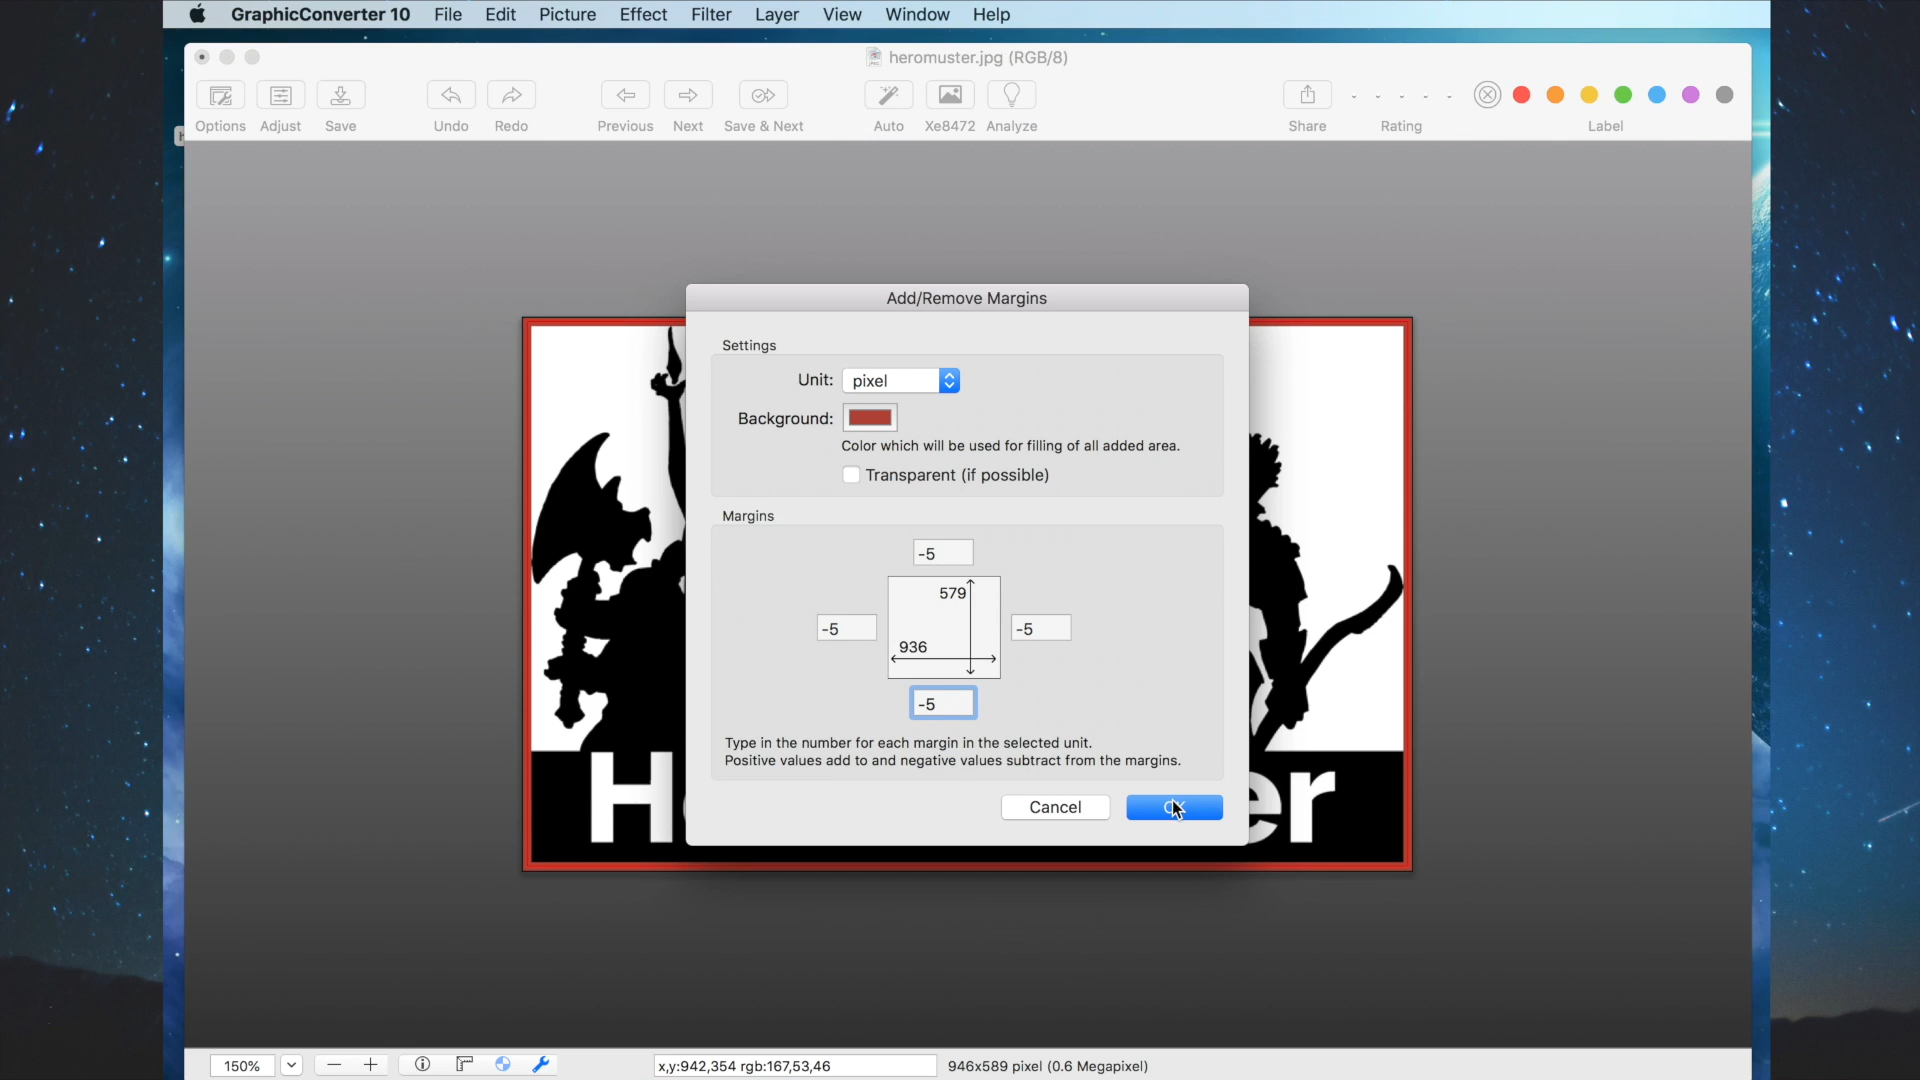 GraphicConverter 10 File Edit Picture Effect Filter Layer View Window Help
heromuster.jpg (RGB/8)
Options Adjust Save Undo Redo Previous Next Save & Next Auto Xe8472 Analyze Share Rating Label
Add/Remove Margins
Settings
Unit: pixel
Background:
Color which will be used for filling of all added area.
Transparent (if possible)
Margins
-5
579
-5 936 -5
-5
Type in the number for each margin in the selected unit.
Positive values add to and negative values subtract from the margins.
Cancel OK
150% x,y:942,354 rgb:167,53,46 946x589 pixel (0.6 Megapixel)